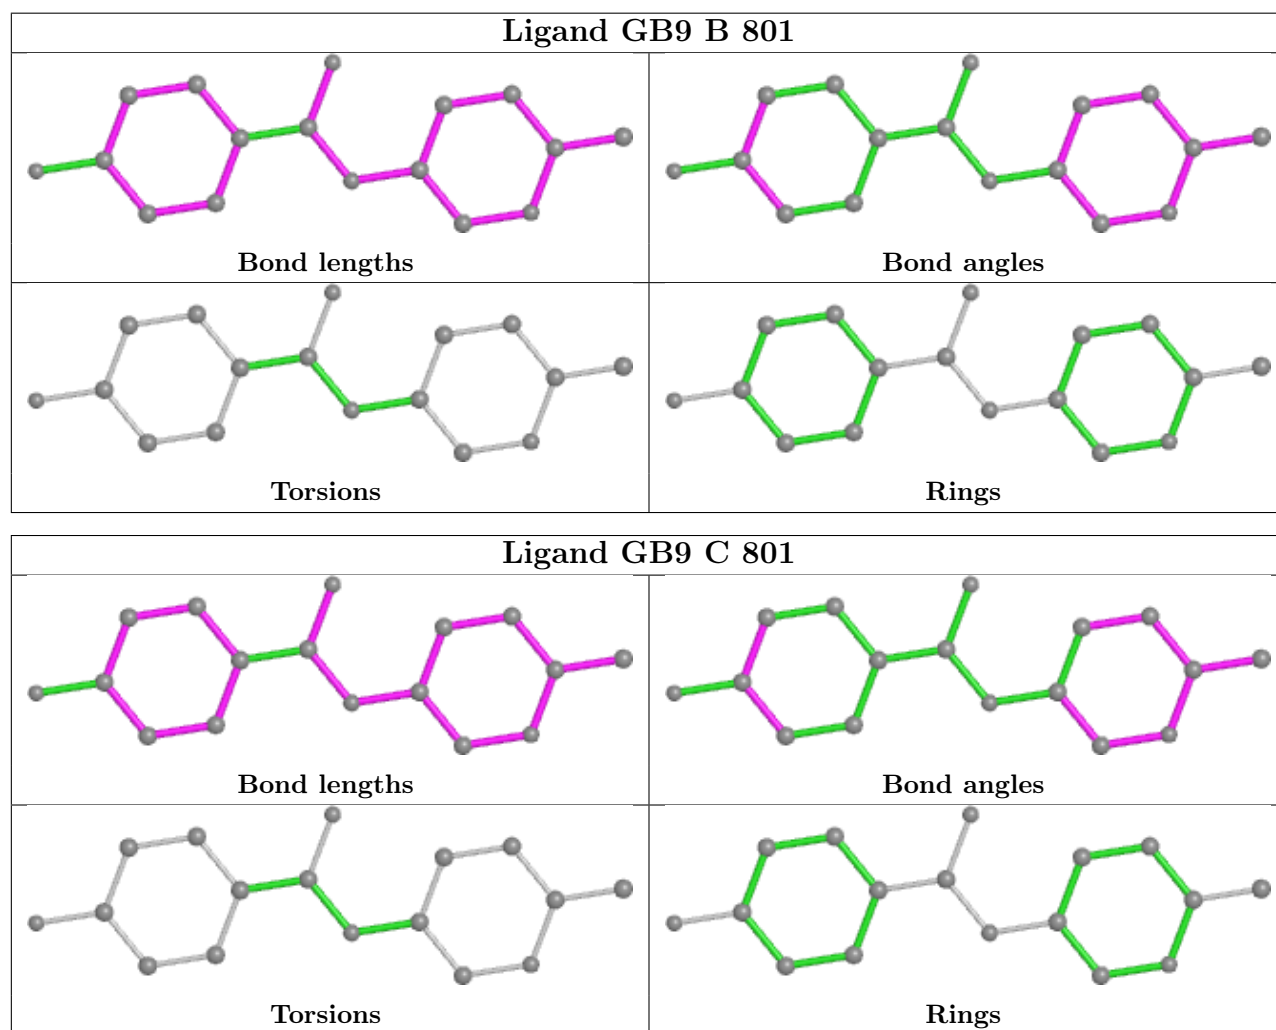 Ligand GB9 B 801
Bond lengths
Bond angles
Torsions
Rings
Ligand GB9 C 801
Bond lengths
Bond angles
Torsions
Rings